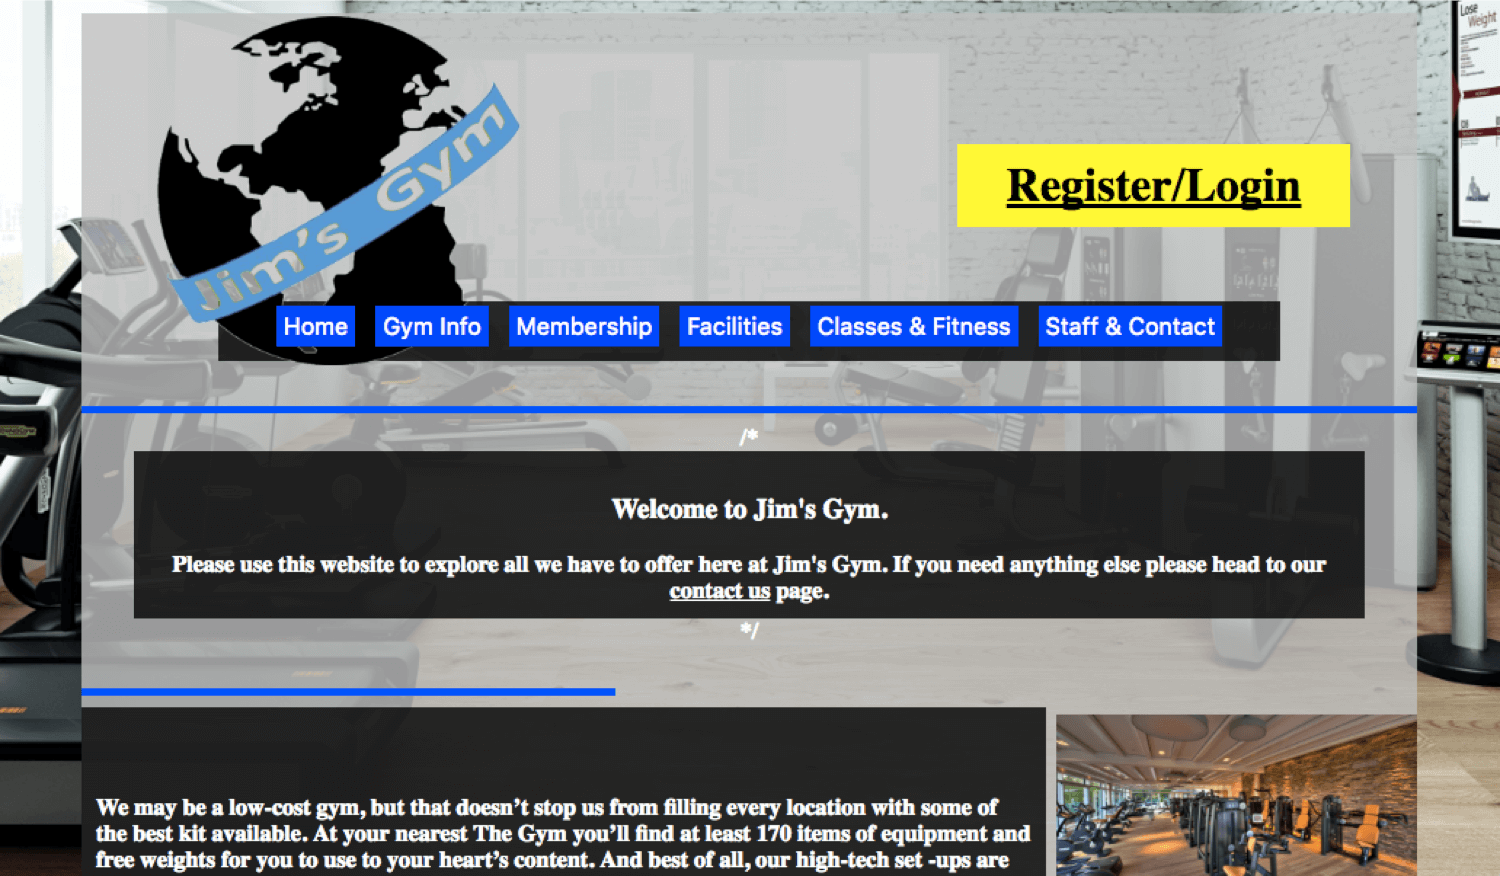 Lose
Weight
Jim's Gym
Register/Login
Home
Gym Info
Membership
Facilities
Classes & Fitness
Staff & Contact
/*
Welcome to Jim's Gym.
Please use this website to explore all we have to offer here at Jim's Gym. If you need anything else please head to our
contact us page.
*/
We may be a low-cost gym, but that doesn’t stop us from filling every location with some of
the best kit available. At your nearest The Gym you’ll find at least 170 items of equipment and
free weights for you to use to your heart’s content. And best of all, our high-tech set -ups are